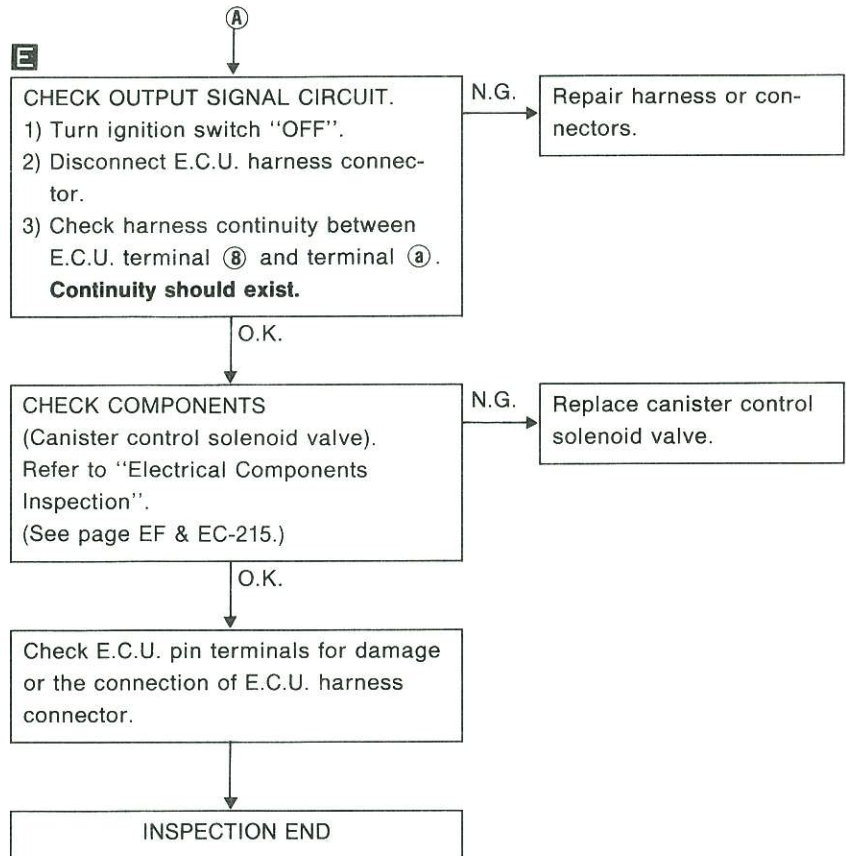 Ⓐ
E
CHECK OUTPUT SIGNAL CIRCUIT.
1) Turn ignition switch "OFF".
2) Disconnect E.C.U. harness connec-
tor.
3) Check harness continuity between
E.C.U. terminal ⑧ and terminal ⓐ.
Continuity should exist.
N.G.
Repair harness or con-
nectors.
O.K.
CHECK COMPONENTS
(Canister control solenoid valve).
Refer to "Electrical Components
Inspection".
(See page EF & EC-215.)
N.G.
Replace canister control
solenoid valve.
O.K.
Check E.C.U. pin terminals for damage
or the connection of E.C.U. harness
connector.
INSPECTION END